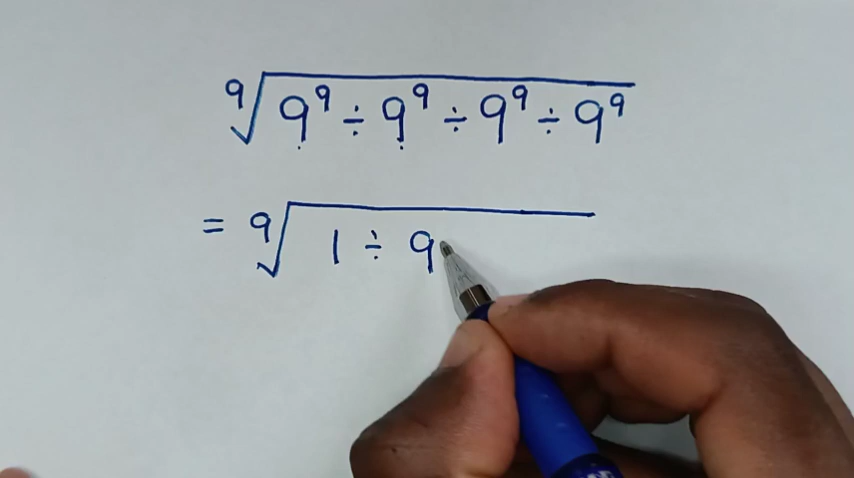 ⁹√(9⁹ ÷ 9⁹ ÷ 9⁹ ÷ 9⁹)
= ⁹√(1 ÷ 9